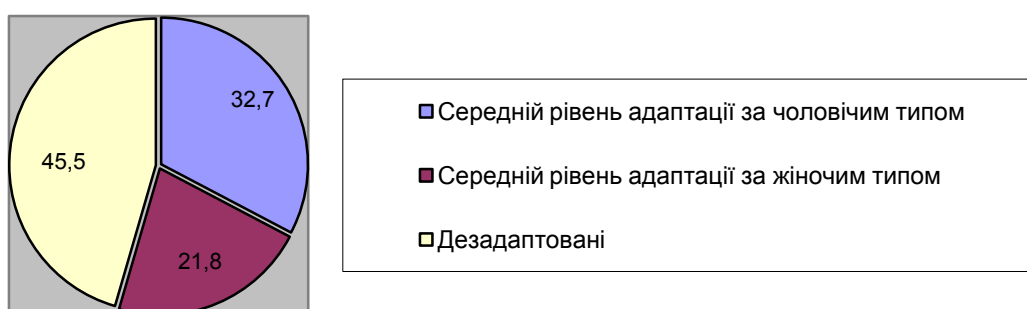 32,7
45,5
21,8
Середній рівень адаптації за чоловічим типом
Середній рівень адаптації за жіночим типом
Дезадаптовані